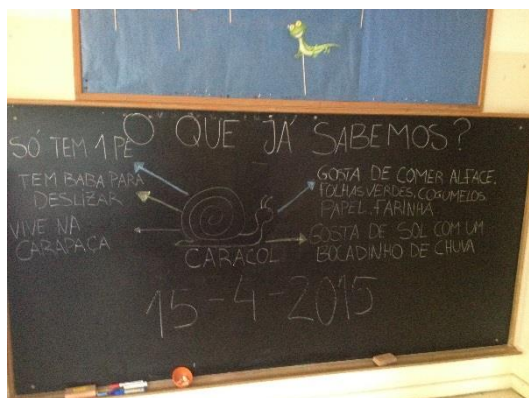 O QUE JÁ SABEMOS?
SÓ TEM 1 PÉ
TEM BABA PARA
DESLIZAR
VIVE NA
CARAPAÇA
CARACOL
GOSTA DE COMER ALFACE,
FOLHAS VERDES, COGUMELOS
PAPEL, FARINHA
GOSTA DE SOL COM UM
BOCADINHO DE CHUVA
15-4-2015